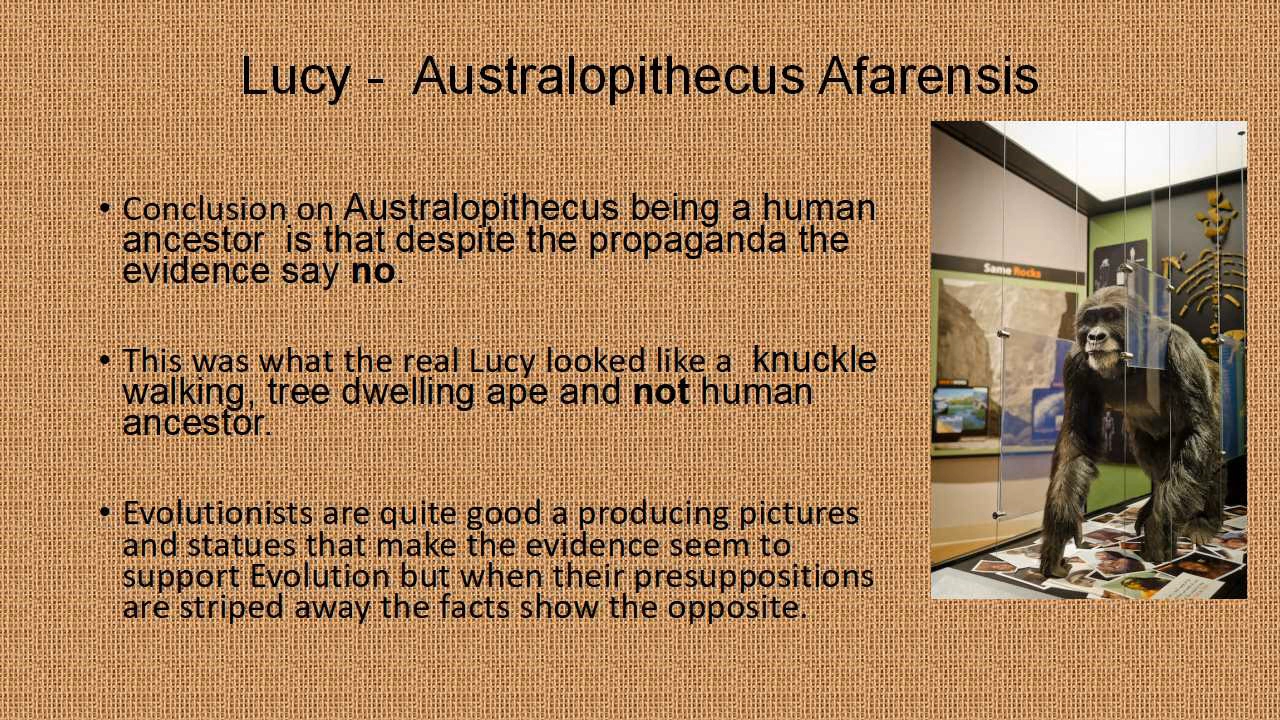 Lucy -  Australopithecus Afarensis
• Conclusion on Australopithecus being a human
ancestor  is that despite the propaganda the
evidence say no.
• This was what the real Lucy looked like a  knuckle
walking, tree dwelling ape and not human
ancestor.
• Evolutionists are quite good a producing pictures
and statues that make the evidence seem to
support Evolution but when their presuppositions
are striped away the facts show the opposite.
Same Rocks